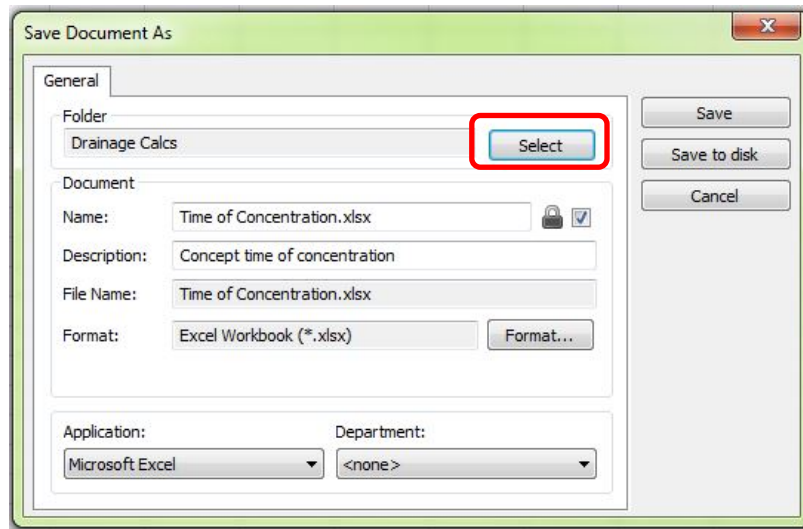 Save Document As
General
Folder
Drainage Calcs
Select
Document
Name:
Time of Concentration.xlsx
Description:
Concept time of concentration
File Name:
Time of Concentration.xlsx
Format:
Excel Workbook (*.xlsx)
Format...
Application:
Department:
Microsoft Excel
<none>
Save
Save to disk
Cancel